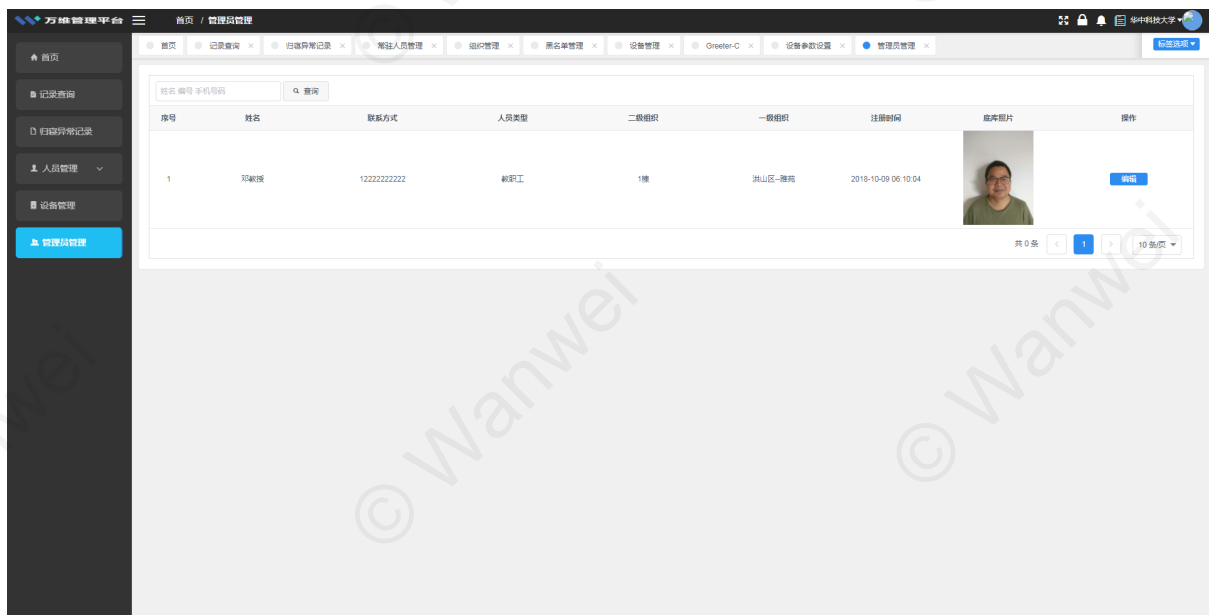 万维管理平台 首页 / 管理员管理 华中科技大学
首页 记录查询 × 归寝异常记录 × 常驻人员管理 × 组织管理 × 黑名单管理 × 设备管理 × Greeter-C × 设备参数设置 × 管理员管理 × 标签选项
首页
记录查询
归寝异常记录
人员管理
设备管理
管理员管理
姓名 编号 手机号码 查询
序号 姓名 联系方式 人员类型 二级组织 一级组织 注册时间 底库照片 操作
1 邓教授 12222222222 教职工 1幢 洪山区--雅苑 2018-10-09 06:10:04 编辑
共 0 条 < 1 > 10 条/页
© Wanwei
© Wanwei
wei